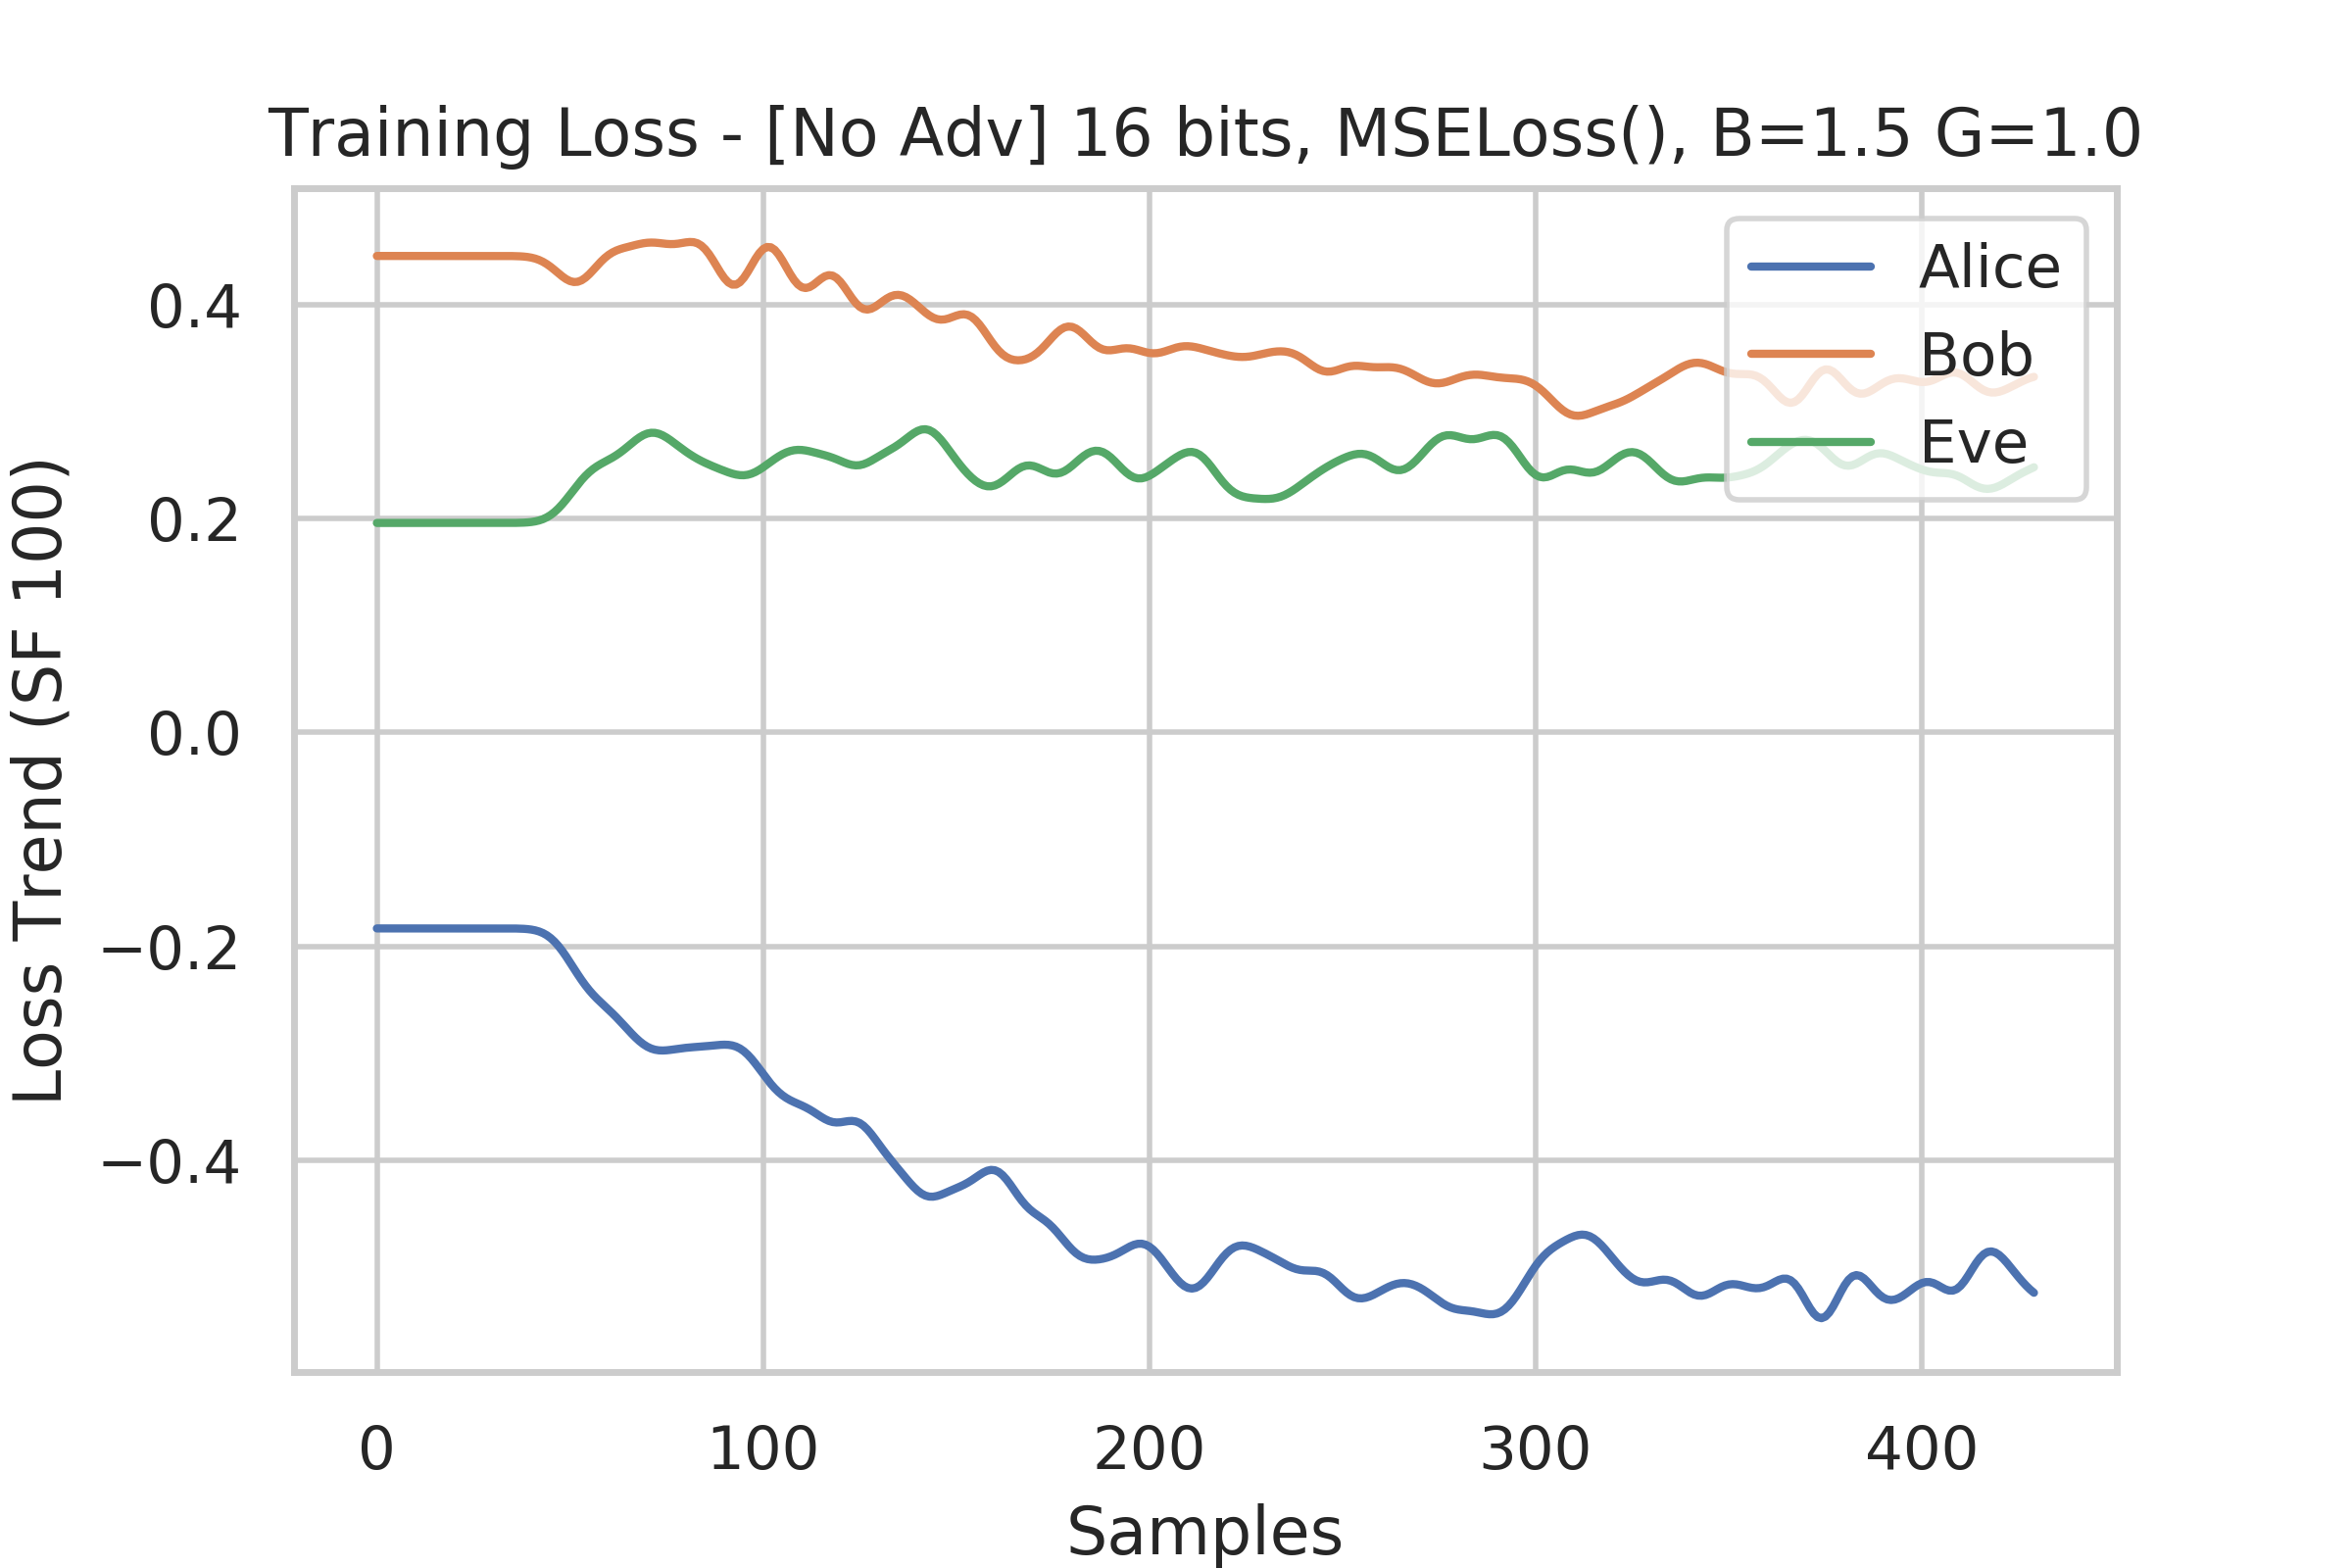 Training Loss - [No Adv] 16 bits, MSELoss(), B=1.5 G=1.0
Loss Trend (SF 100)
0.4
0.2
0.0
−0.2
−0.4
Alice
Bob
Eve
0 100 200 300 400
Samples